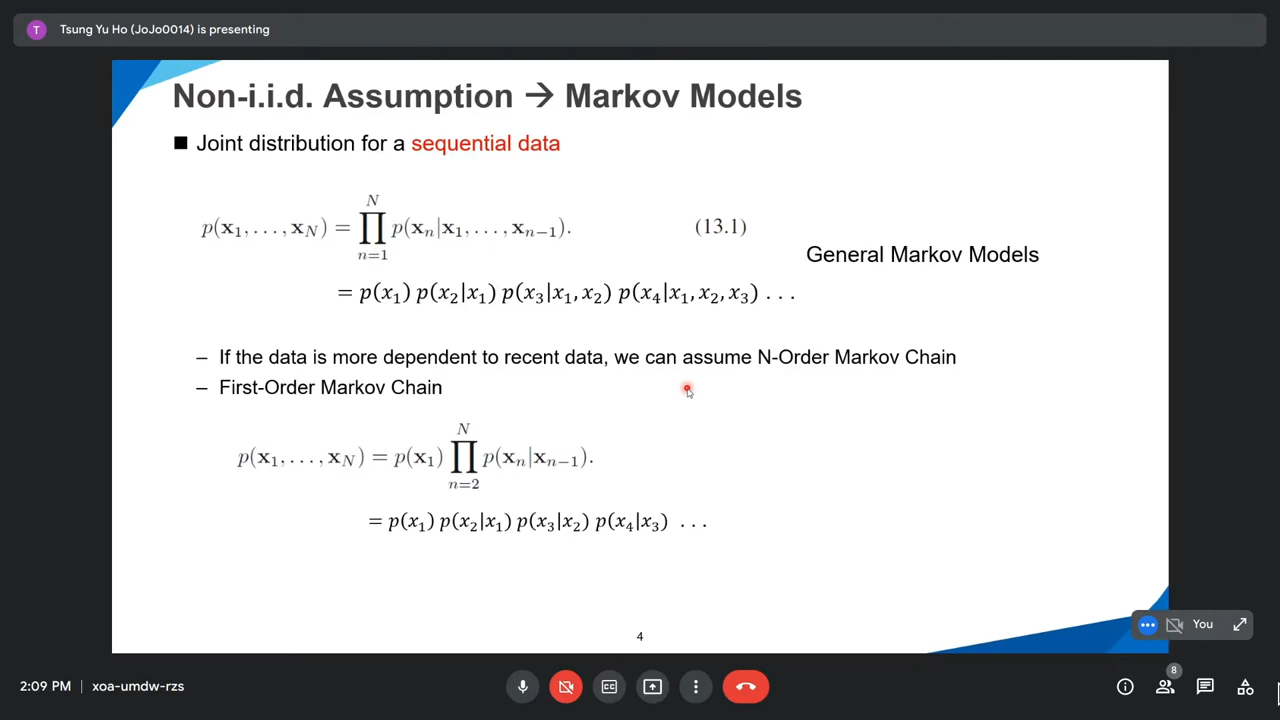 T Tsung Yu Ho (JoJo0014) is presenting
Non-i.i.d. Assumption → Markov Models
■ Joint distribution for a sequential data
p(x₁, . . . , x_N) = ∏_{n=1}^{N} p(xₙ|x₁, . . . , xₙ₋₁). (13.1)
General Markov Models
= p(x₁) p(x₂|x₁) p(x₃|x₁, x₂) p(x₄|x₁, x₂, x₃) . . .
– If the data is more dependent to recent data, we can assume N-Order Markov Chain
– First-Order Markov Chain
p(x₁, . . . , x_N) = p(x₁) ∏_{n=2}^{N} p(xₙ|xₙ₋₁).
= p(x₁) p(x₂|x₁) p(x₃|x₂) p(x₄|x₃) . . .
You
4
8
2:09 PM | xoa-umdw-rzs
CC